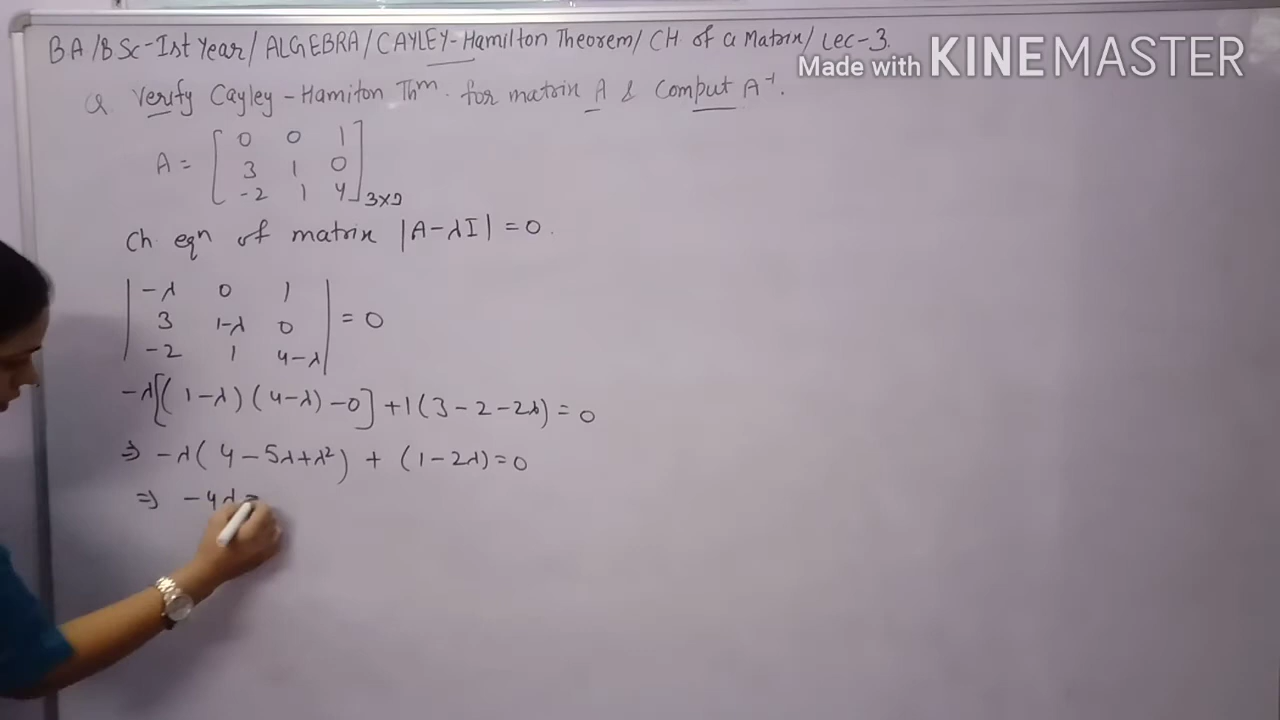 BA/BSc-Ist Year/ALGEBRA/CAYLEY-Hamilton Theorem/CH. of a Matrix/Lec-3.
Made with KINEMASTER
Q. Verify Cayley-Hamiton Thm. for matrix A & Comput A⁻¹.
A = [ 0 0 1
3 1 0
-2 1 4 ]3×3
Ch. eqn of matrix |A-λI| = 0.
| -λ 0 1 |
| 3 1-λ 0 | = 0
| -2 1 4-λ |
-λ[(1-λ)(4-λ)-0] + 1(3-2-2λ) = 0
⇒ -λ(4-5λ+λ²) + (1-2λ) = 0
⇒ -4λ